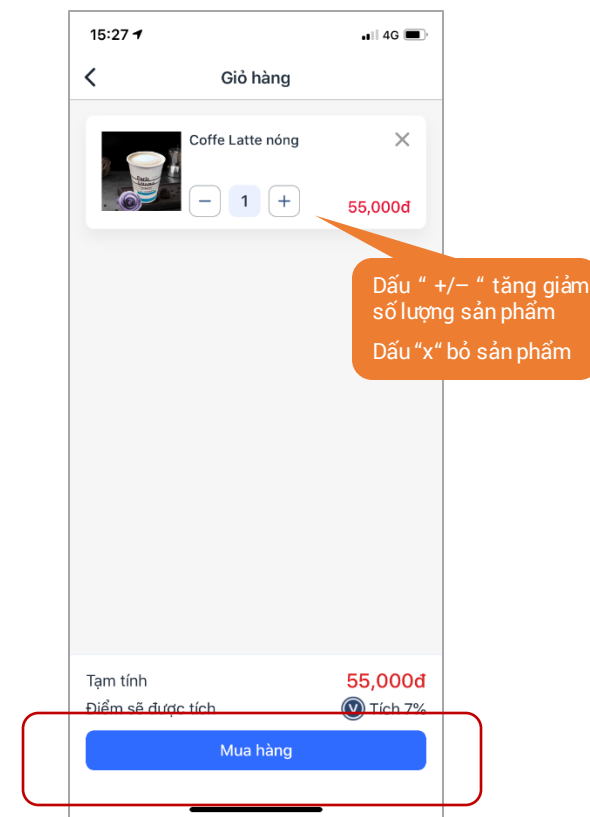 15:27
4G
Giỏ hàng
Coffe Latte nóng
1
55,000đ
Dấu “ +/– “ tăng giảm
số lượng sản phẩm
Dấu “x“ bỏ sản phẩm
Tạm tính
55,000đ
Điểm sẽ được tích
Tích 7%
Mua hàng